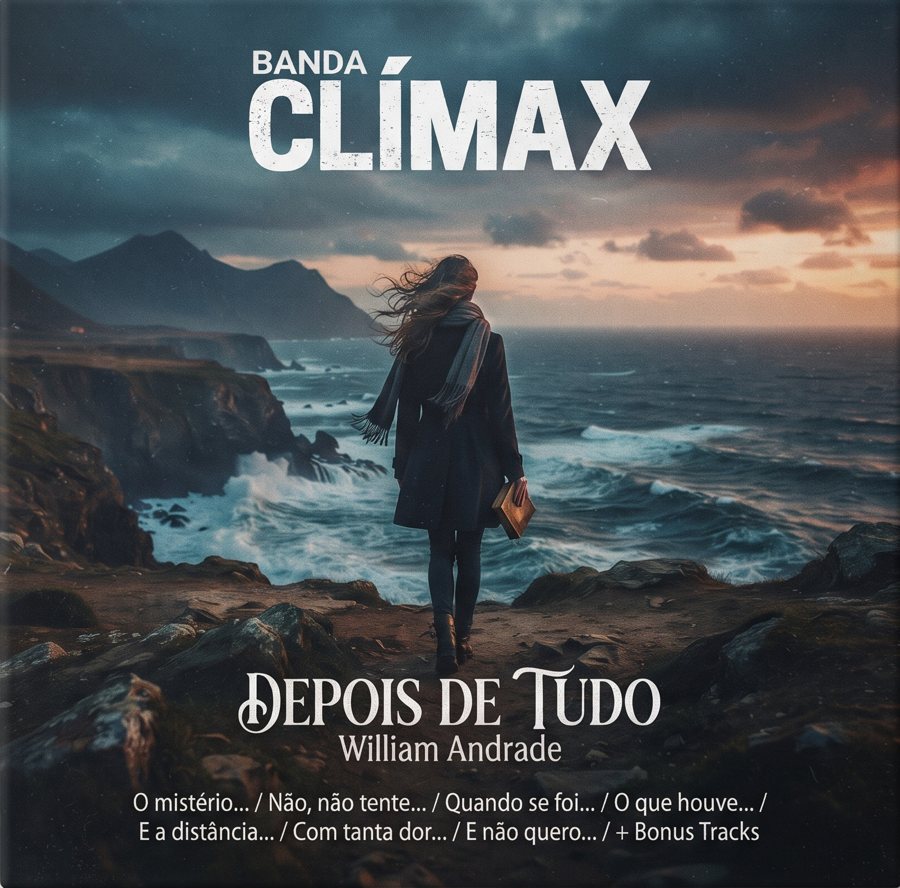 BANDA
CLÍMAX
DEPOIS DE TUDO
William Andrade
O mistério... / Não, não tente... / Quando se foi... / O que houve... /
E a distância... / Com tanta dor... / E não quero... / + Bonus Tracks